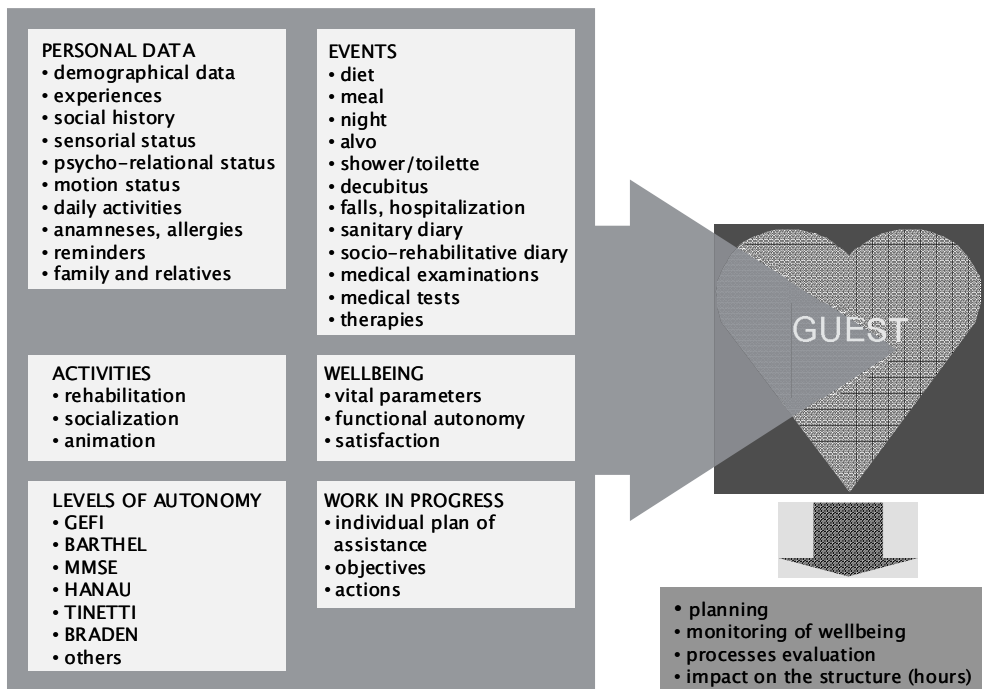 PERSONAL DATA
• demographical data
• experiences
• social history
• sensorial status
• psycho-relational status
• motion status
• daily activities
• anamneses, allergies
• reminders
• family and relatives
EVENTS
• diet
• meal
• night
• alvo
• shower/toilette
• decubitus
• falls, hospitalization
• sanitary diary
• socio-rehabilitative diary
• medical examinations
• medical tests
• therapies
ACTIVITIES
• rehabilitation
• socialization
• animation
WELLBEING
• vital parameters
• functional autonomy
• satisfaction
LEVELS OF AUTONOMY
• GEFI
• BARTHEL
• MMSE
• HANAU
• TINETTI
• BRADEN
• others
WORK IN PROGRESS
• individual plan of
assistance
• objectives
• actions
GUEST
• planning
• monitoring of wellbeing
• processes evaluation
• impact on the structure (hours)